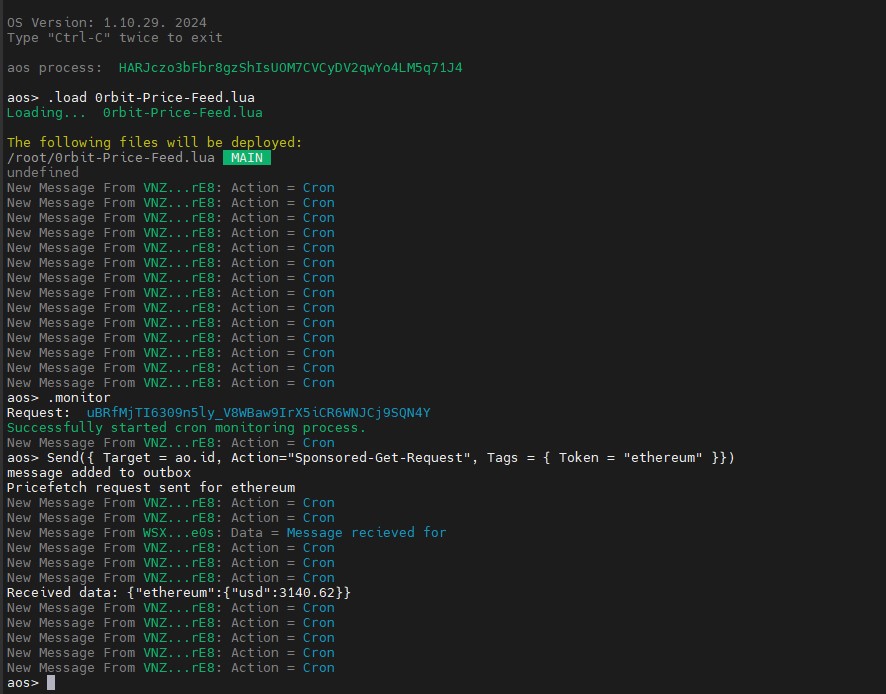 OS Version: 1.10.29. 2024
Type "Ctrl-C" twice to exit
aos process:  HARJczo3bFbr8gzShIsUOM7CVCyDV2qwYo4LM5q71J4
aos> .load 0rbit-Price-Feed.lua
Loading...  0rbit-Price-Feed.lua
The following files will be deployed:
/root/0rbit-Price-Feed.lua  MAIN
undefined
New Message From VNZ...rE8: Action = Cron
New Message From VNZ...rE8: Action = Cron
New Message From VNZ...rE8: Action = Cron
New Message From VNZ...rE8: Action = Cron
New Message From VNZ...rE8: Action = Cron
New Message From VNZ...rE8: Action = Cron
New Message From VNZ...rE8: Action = Cron
New Message From VNZ...rE8: Action = Cron
New Message From VNZ...rE8: Action = Cron
New Message From VNZ...rE8: Action = Cron
New Message From VNZ...rE8: Action = Cron
New Message From VNZ...rE8: Action = Cron
New Message From VNZ...rE8: Action = Cron
New Message From VNZ...rE8: Action = Cron
aos> .monitor
Request:  uBRfMjTI6309n5ly_V8WBaw9IrX5iCR6WNJCj9SQN4Y
Successfully started cron monitoring process.
New Message From VNZ...rE8: Action = Cron
aos> Send({ Target = ao.id, Action="Sponsored-Get-Request", Tags = { Token = "ethereum" }})
message added to outbox
Pricefetch request sent for ethereum
New Message From VNZ...rE8: Action = Cron
New Message From VNZ...rE8: Action = Cron
New Message From WSX...e0s: Data = Message recieved for
New Message From VNZ...rE8: Action = Cron
New Message From VNZ...rE8: Action = Cron
New Message From VNZ...rE8: Action = Cron
Received data: {"ethereum":{"usd":3140.62}}
New Message From VNZ...rE8: Action = Cron
New Message From VNZ...rE8: Action = Cron
New Message From VNZ...rE8: Action = Cron
New Message From VNZ...rE8: Action = Cron
New Message From VNZ...rE8: Action = Cron
aos>